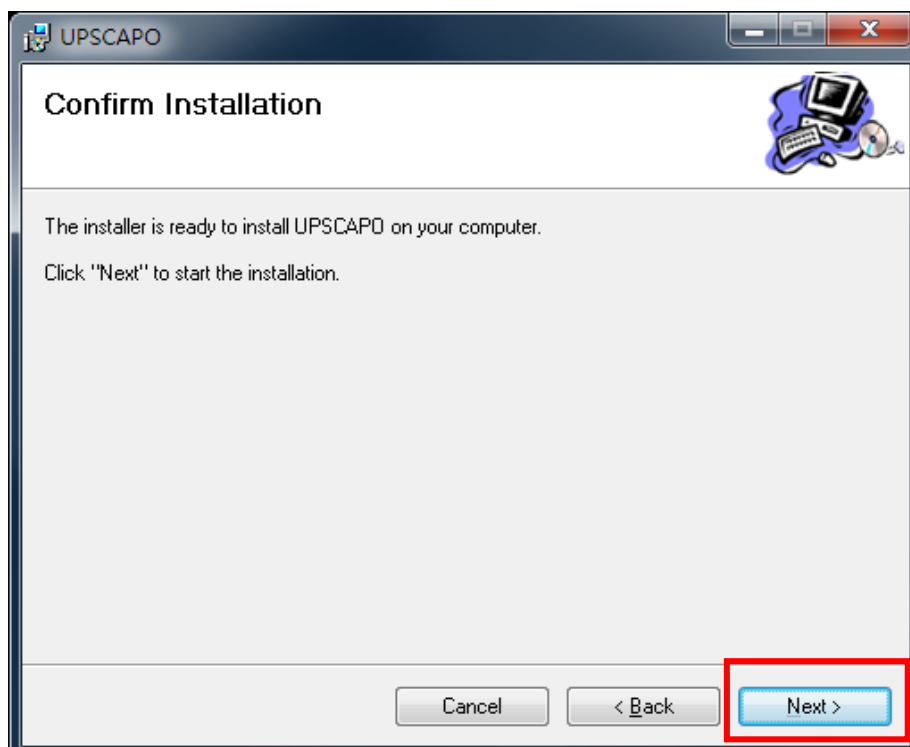 UPSCAPO
Confirm Installation
The installer is ready to install UPSCAPO on your computer.
Click "Next" to start the installation.
Cancel
< Back
Next >